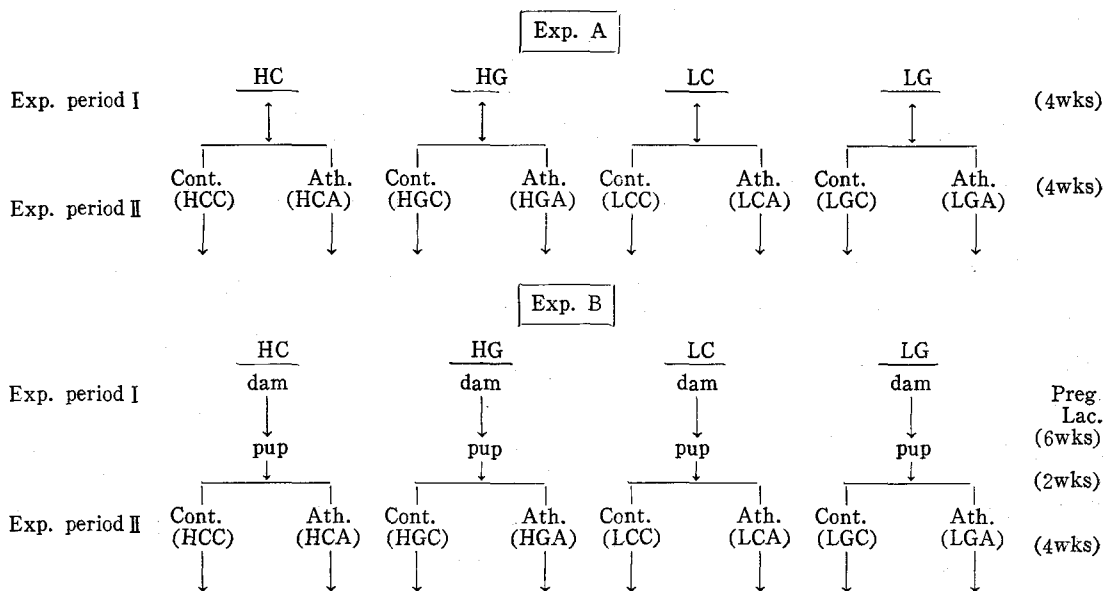 Exp. A
HC HG LC LG
Exp. period I (4wks)
Cont. Ath. Cont. Ath. Cont. Ath. Cont. Ath.
(HCC) (HCA) (HGC) (HGA) (LCC) (LCA) (LGC) (LGA) (4wks)
Exp. period II
Exp. B
HC HG LC LG
dam dam dam dam
Exp. period I Preg
Lac.
(6wks)
pup pup pup pup
(2wks)
Cont. Ath. Cont. Ath. Cont. Ath. Cont. Ath.
Exp. period II (HCC) (HCA) (HGC) (HGA) (LCC) (LCA) (LGC) (LGA) (4wks)